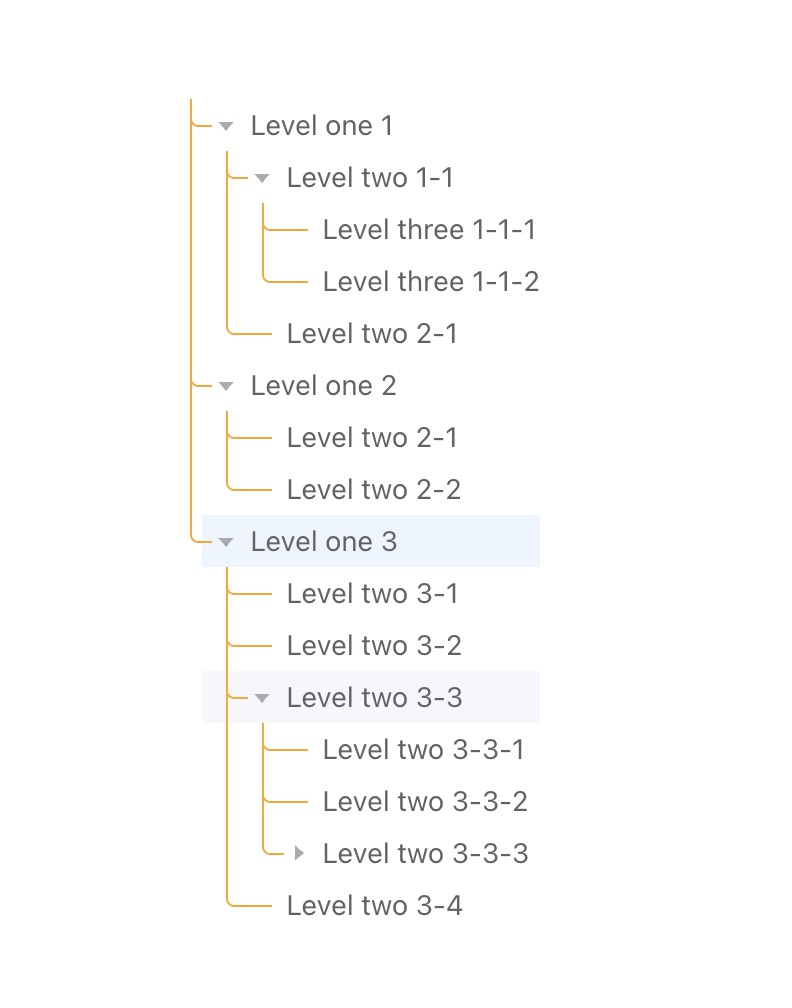 Level one 1
Level two 1-1
Level three 1-1-1
Level three 1-1-2
Level two 2-1
Level one 2
Level two 2-1
Level two 2-2
Level one 3
Level two 3-1
Level two 3-2
Level two 3-3
Level two 3-3-1
Level two 3-3-2
Level two 3-3-3
Level two 3-4